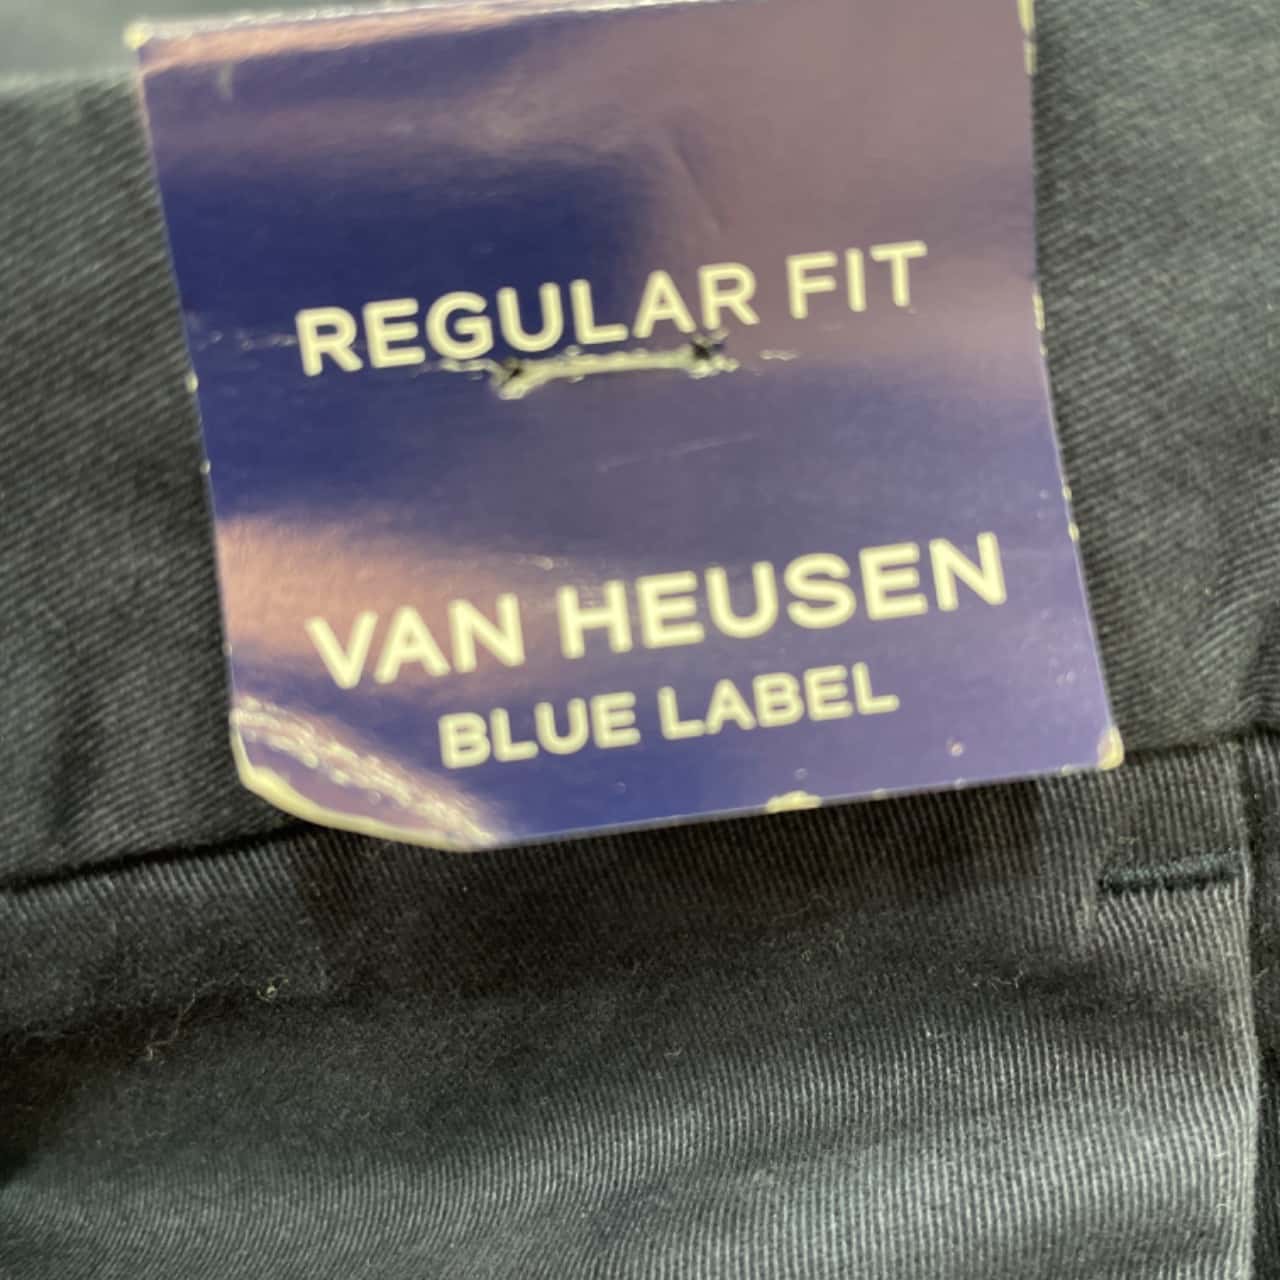 REGULAR FIT
VAN HEUSEN
BLUE LABEL